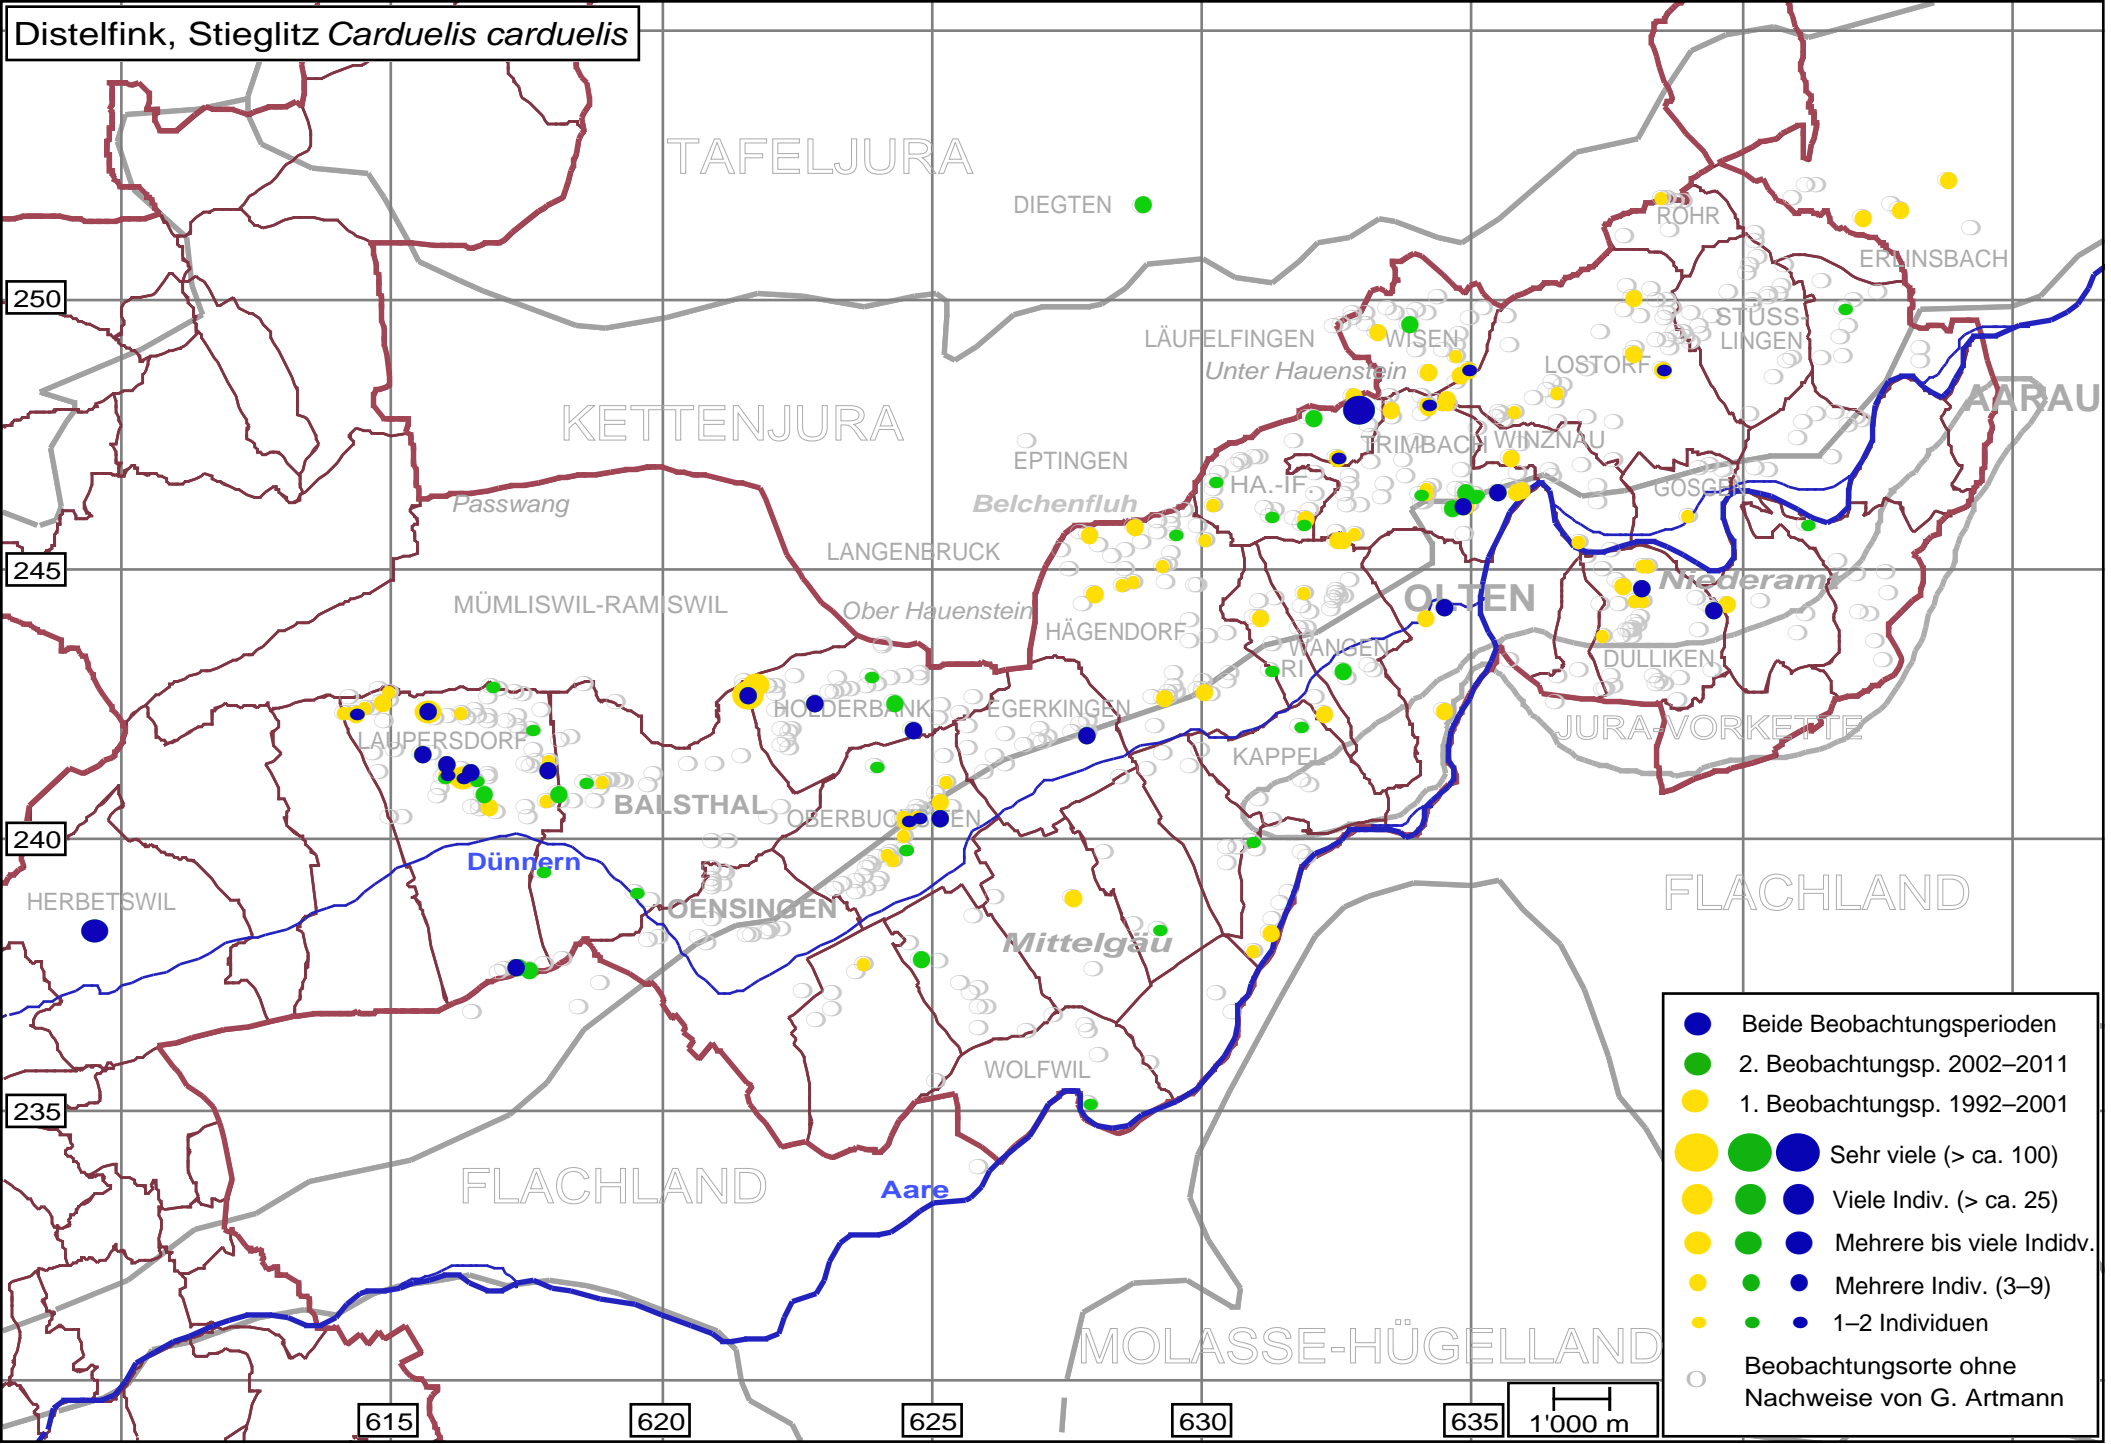 Distelfink, Stieglitz Carduelis carduelis
TAFELJURA
DIEGTEN
ROHR
ERLINSBACH
250
STÜSS-
LINGEN
LÄUFELFINGEN
WISEN
LOSTORF
Unter Hauenstein
AARAU
KETTENJURA
TRIMBACH
WINZNAU
EPTINGEN
HA.-IF.
GÖSGEN
Passwang
Belchenfluh
LANGENBRUCK
245
Niederamt
MÜMLISWIL-RAMISWIL
Ober Hauenstein
OLTEN
HÄGENDORF
WANGEN
RI
DULLIKEN
HOLDERBANK
EGERKINGEN
JURA-VORKETTE
LAUPERSDORF
KAPPEL
BALSTHAL
OBERBUCHSITEN
240
Dünnern
HERBETSWIL
OENSINGEN
FLACHLAND
Mittelgäu
WOLFWIL
235
FLACHLAND
Aare
MOLASSE-HÜGELLAND
Beide Beobachtungsperioden
2. Beobachtungsp. 2002–2011
1. Beobachtungsp. 1992–2001
Sehr viele (> ca. 100)
Viele Indiv. (> ca. 25)
Mehrere bis viele Indidv.
Mehrere Indiv. (3–9)
1–2 Individuen
Beobachtungsorte ohne
Nachweise von G. Artmann
615
620
625
630
635
1'000 m